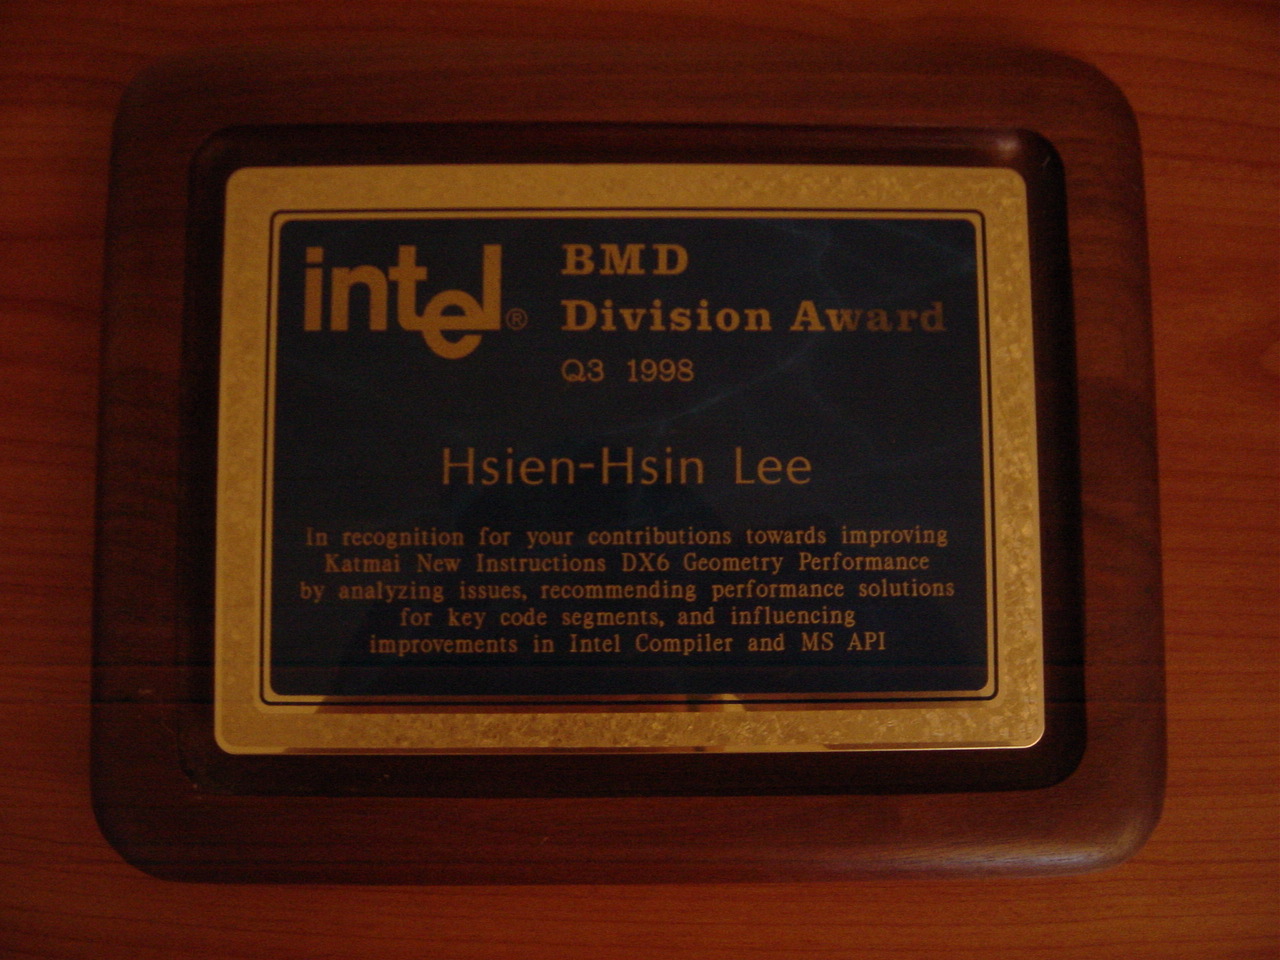 intel®
BMD
Division Award
Q3 1998
Hsien-Hsin Lee
In recognition for your contributions towards improving
Katmai New Instructions DX6 Geometry Performance
by analyzing issues, recommending performance solutions
for key code segments, and influencing
improvements in Intel Compiler and MS API